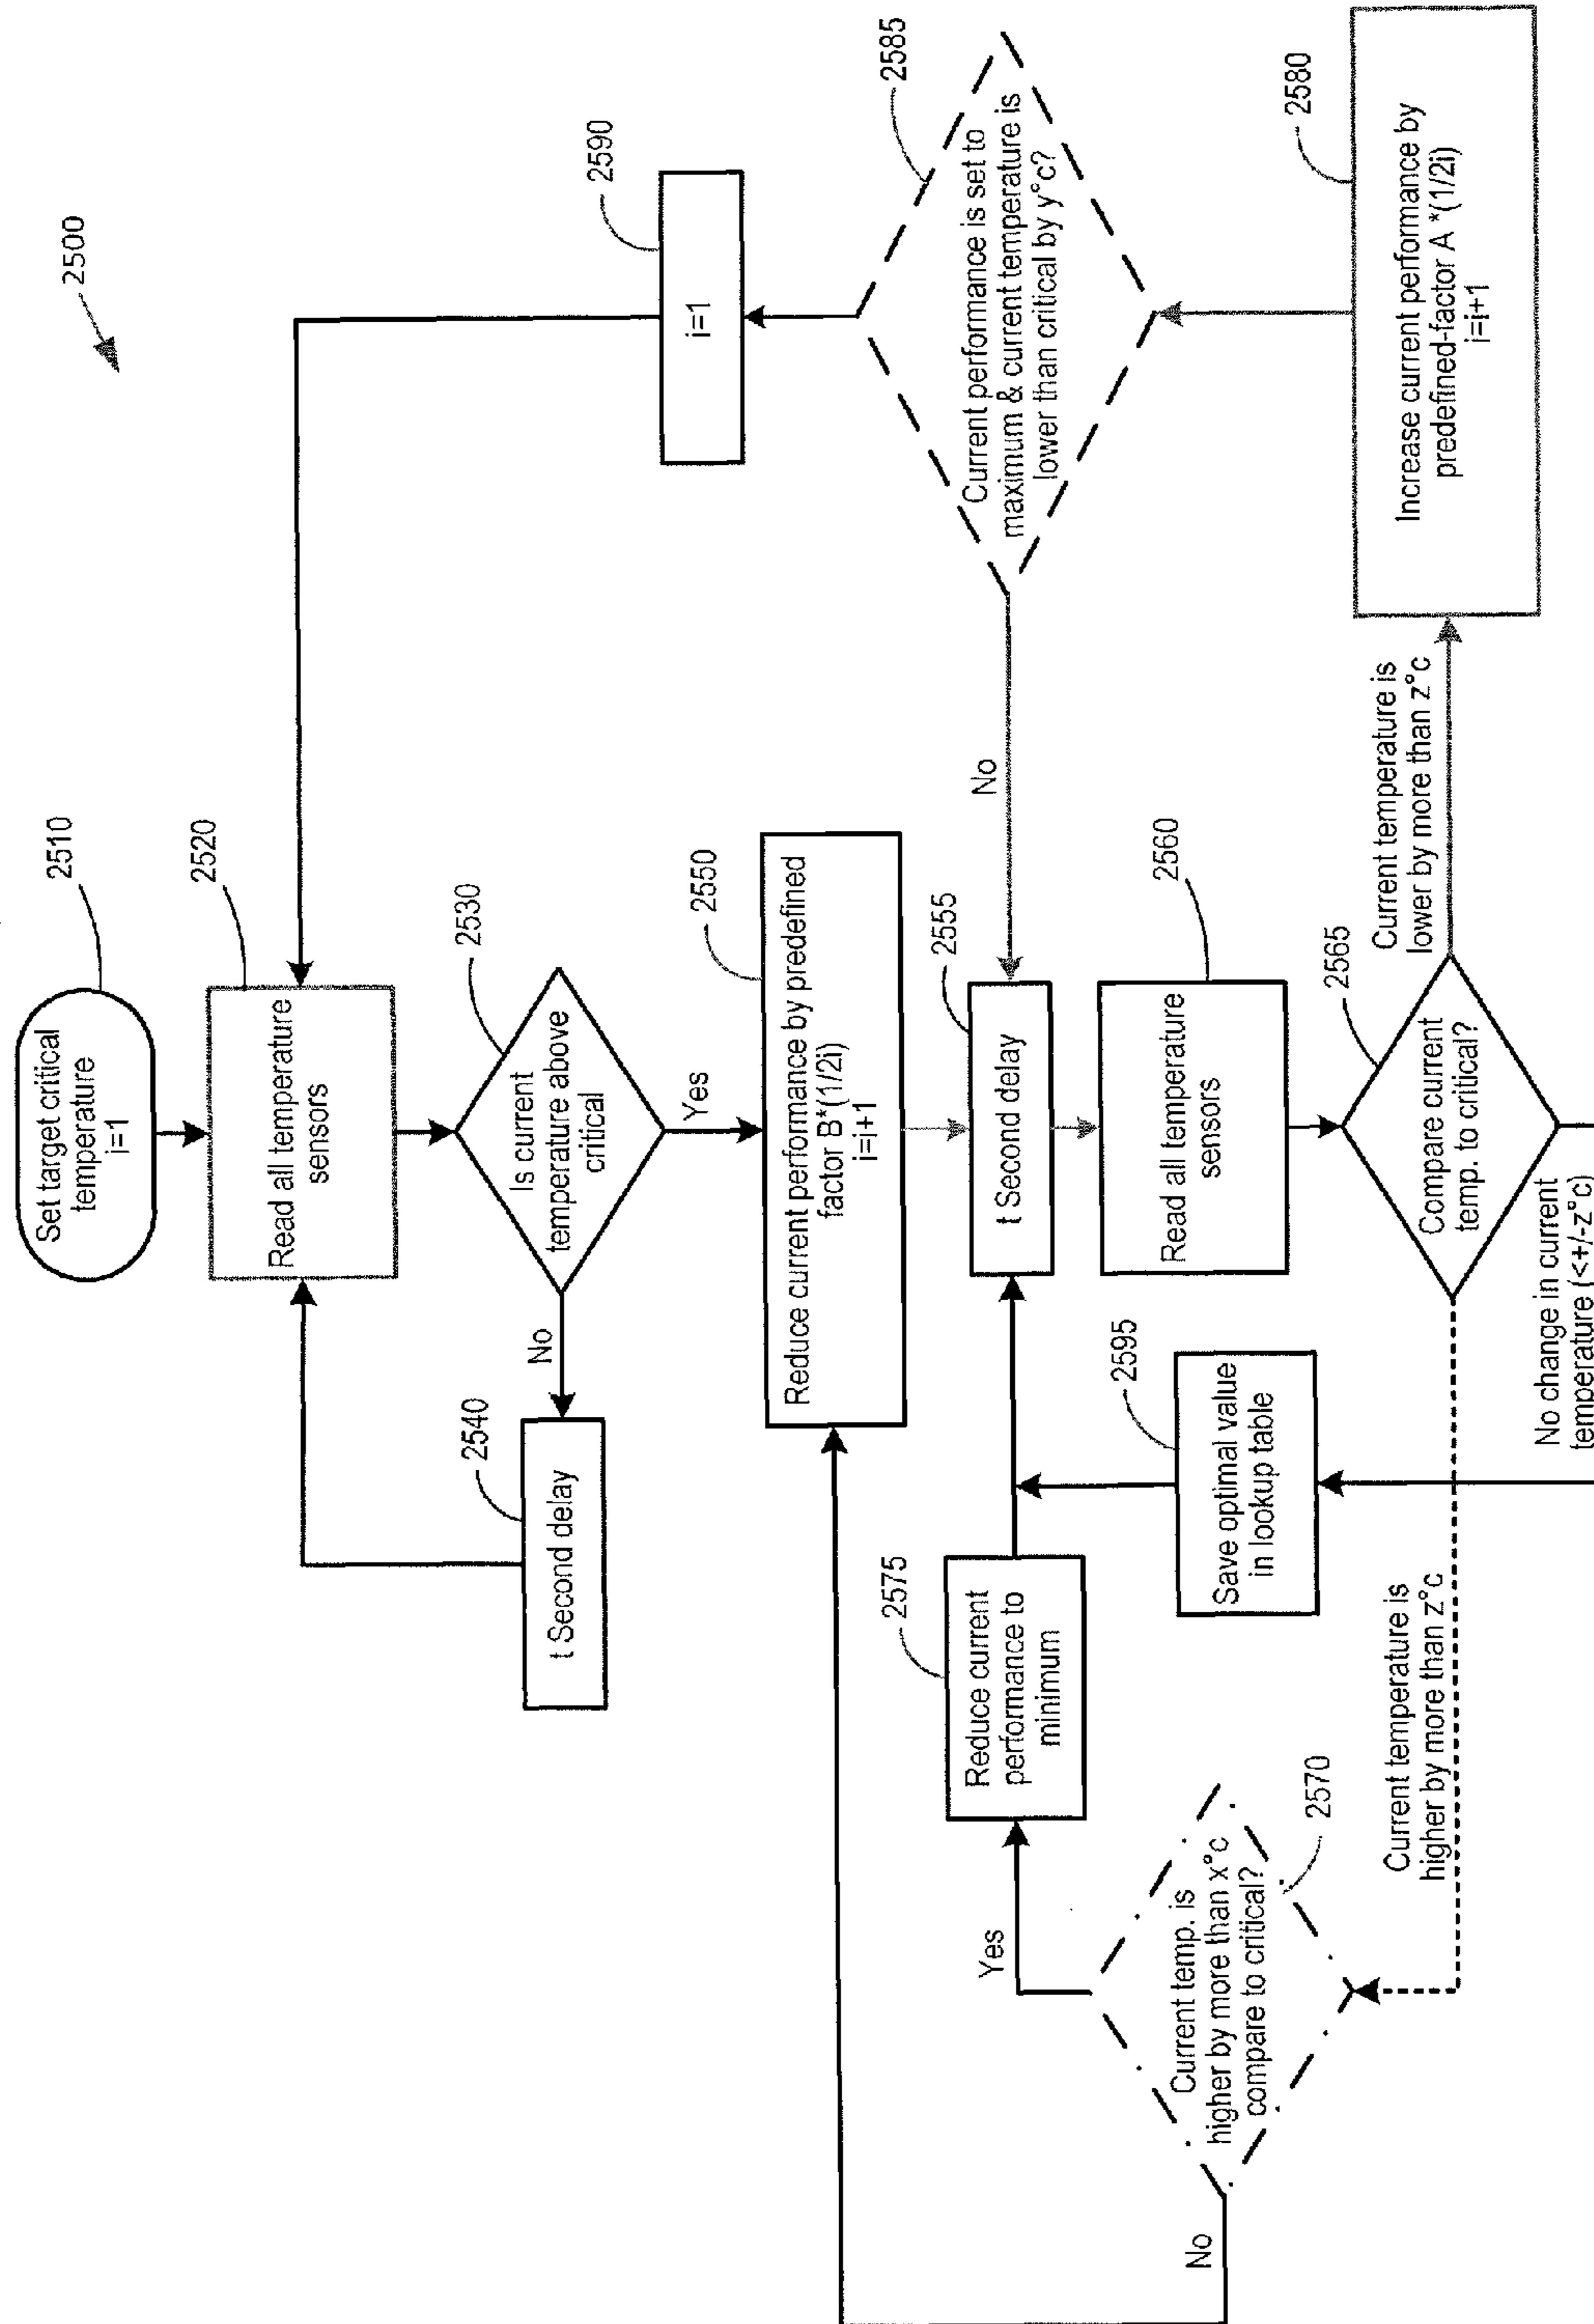 2500
2510
Set target critical
temperature
i=1
2520
Read all temperature
sensors
2530
Is current
temperature above
critical
No
2540
t Second delay
Yes
2550
Reduce current performance by predefined
factor B*(1/2i)
i=i+1
2555
t Second delay
2560
Read all temperature
sensors
2565
Compare current
temp. to critical?
Current temperature is
lower by more than z°c
2580
Increase current performance by
predefined-factor A *(1/2i)
i=i+1
2585
Current performance is set to
maximum & current temperature is
lower than critical by y°c?
No
2590
i=1
No change in current
temperature (<+/-z°c)
2595
Save optimal value
in lookup table
Current temperature is
higher by more than z°c
2570
Current temp. is
higher by more than x°c
compare to critical?
Yes
2575
Reduce current
performance to
minimum
No